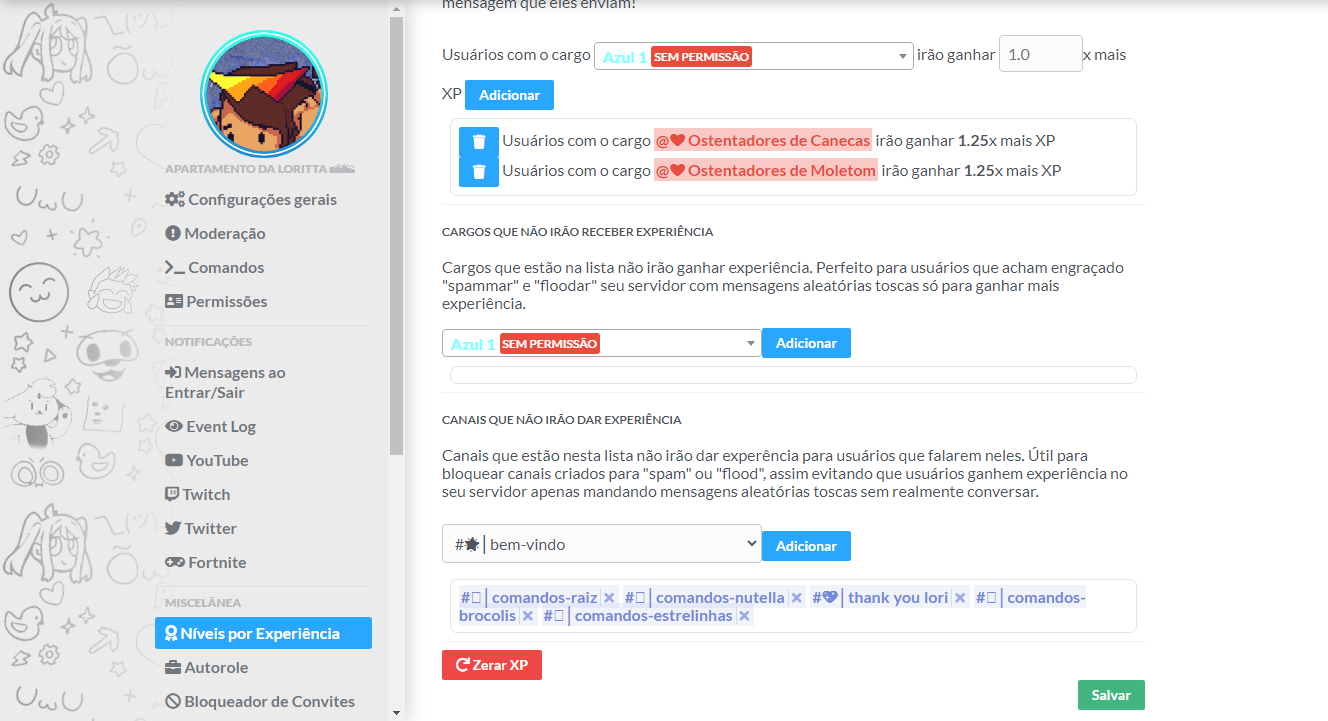 APARTAMENTO DA LORITTA
Configurações gerais
Moderação
Comandos
Permissões
NOTIFICAÇÕES
Mensagens ao
Entrar/Sair
Event Log
YouTube
Twitch
Twitter
Fortnite
MISCELÂNEA
Níveis por Experiência
Autorole
Bloqueador de Convites
mensagem que eles enviam!
Usuários com o cargo Azul 1 SEM PERMISSÃO irão ganhar 1.0 x mais
XP Adicionar
Usuários com o cargo @❤ Ostentadores de Canecas irão ganhar 1.25x mais XP
Usuários com o cargo @❤ Ostentadores de Moletom irão ganhar 1.25x mais XP
CARGOS QUE NÃO IRÃO RECEBER EXPERIÊNCIA
Cargos que estão na lista não irão ganhar experiência. Perfeito para usuários que acham engraçado
"spammar" e "floodar" seu servidor com mensagens aleatórias toscas só para ganhar mais
experiência.
Azul 1 SEM PERMISSÃO Adicionar
CANAIS QUE NÃO IRÃO DAR EXPERIÊNCIA
Canais que estão nesta lista não irão dar experência para usuários que falarem neles. Útil para
bloquear canais criados para "spam" ou "flood", assim evitando que usuários ganhem experiência no
seu servidor apenas mandando mensagens aleatórias toscas sem realmente conversar.
#🌟│bem-vindo Adicionar
#▯│comandos-raiz × #▯│comandos-nutella × #💖│thank you lori × #▯│comandos-
brocolis × #▯│comandos-estrelinhas ×
Zerar XP
Salvar